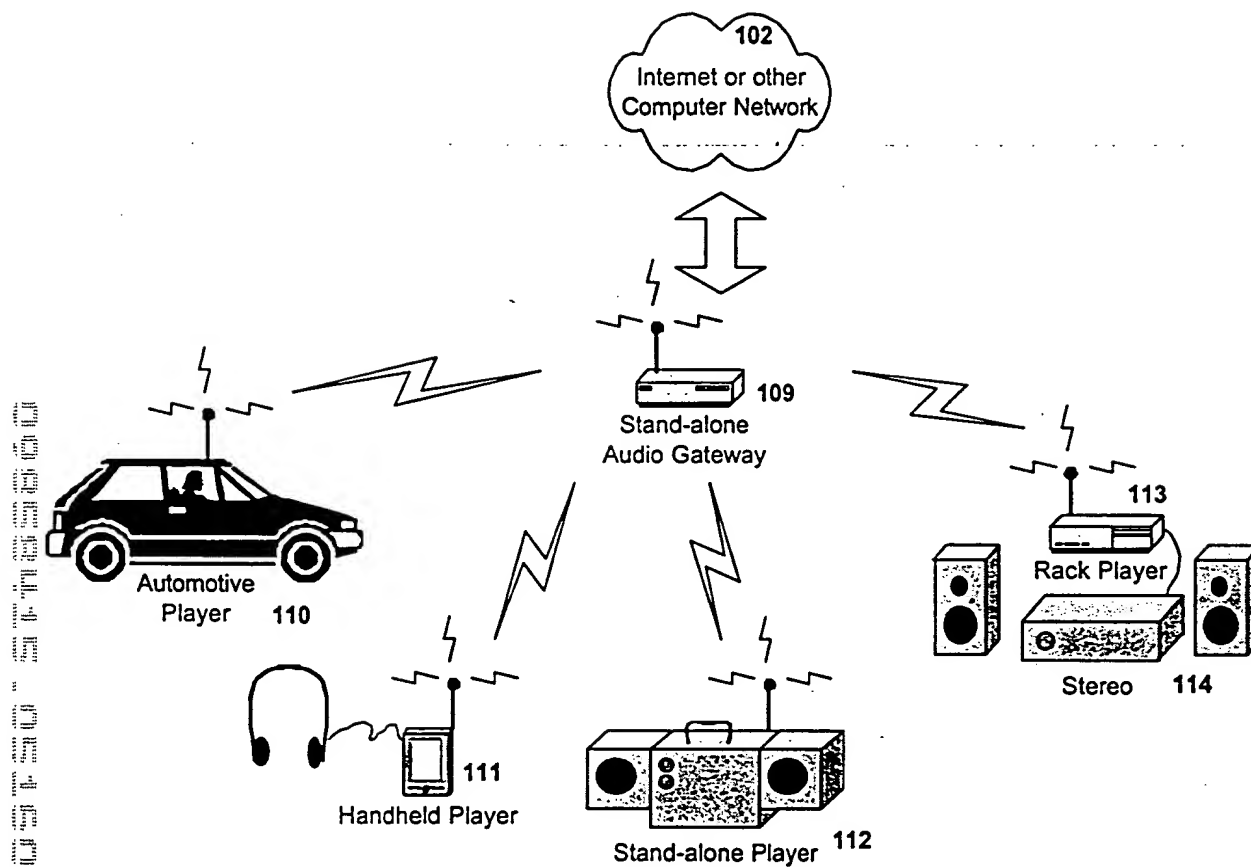 102
Internet or other
Computer Network
109
Stand-alone
Audio Gateway
113
Rack Player
Automotive
Player 110
Stereo 114
111
Handheld Player
112
Stand-alone Player